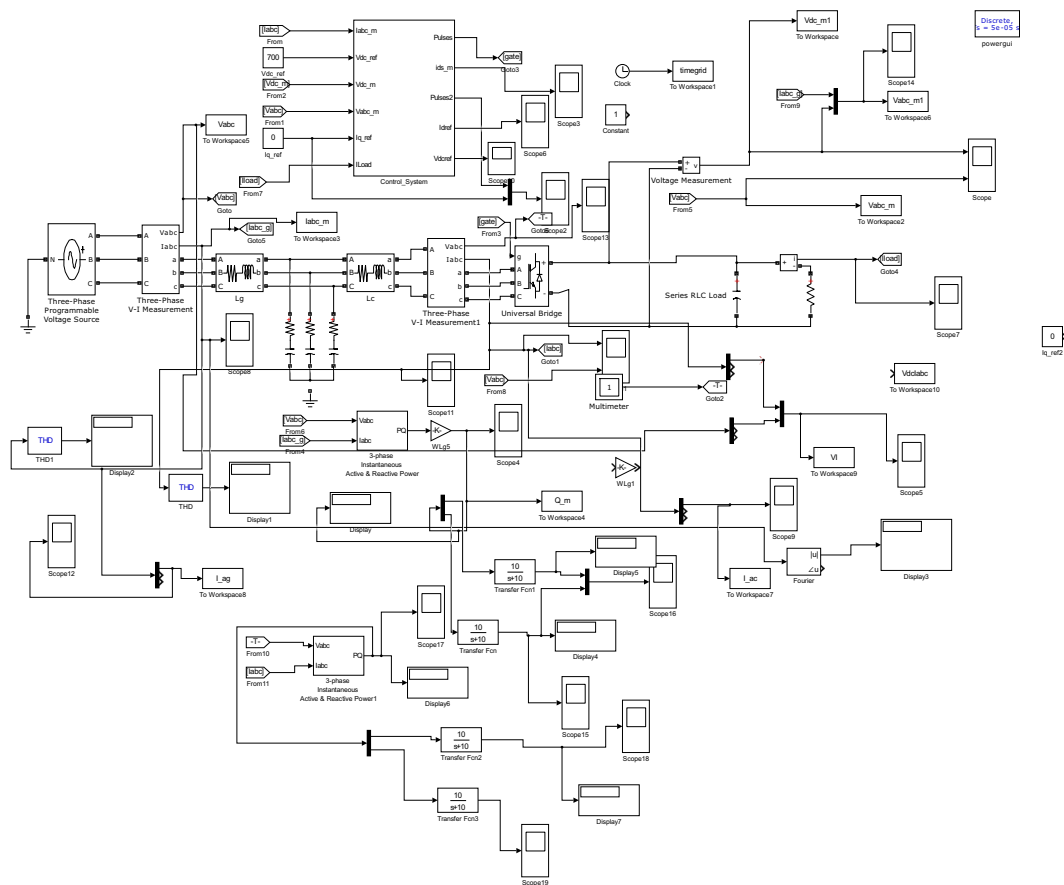 [Iabc]
From
700
Vdc_ref
[Vdc_m]
From2
[Vabc]
From1
0
Iq_ref
[Iload]
From7
Iabc_m
Vdc_ref
Vdc_m
Vabc_m
Iq_ref
ILoad
Pulses
ids_m
Pulses2
Idref
Vdcref
Control_System
[gate]
Goto3
Scope3
Scope6
Scope2
Scope13
Clock
timegrid
To Workspace1
1
Constant
Vdc_m1
To Workspace
Discrete,
s = 5e-05 s
powergui
Scope14
[Iabc_g]
From9
Vabc_m1
To Workspace6
Scope
v
Voltage Measurement
[Vabc]
From5
Vabc_m
To Workspace2
Vabc
To Workspace5
[Vabc]
Goto
[Iabc_g]
Goto5
Iabc_m
To Workspace3
[gate]
From3
-T-
N
A
B
C
Three-Phase
Programmable
Voltage Source
A
B
C
Vabc
Iabc
a
b
c
Three-Phase
V-I Measurement
A
B
C
a
b
c
Lg
A
B
C
a
b
c
Lc
A
B
C
Vabc
Iabc
a
b
c
Three-Phase
V-I Measurement1
g
A
B
C
+
-
Universal Bridge
Series RLC Load
+
i
-
[Iload]
Goto4
Scope7
0
Iq_ref2
Scope8
Scope11
[Iabc]
Goto1
[Vabc]
From8
1
Multimeter
-T-
Goto2
VdcIabc
To Workspace10
THD
THD1
Display2
THD
THD
Display1
[Vabc]
From6
[Iabc_g]
From4
Vabc
Iabc
PQ
3-phase
Instantaneous
Active & Reactive Power
-K-
WLg5
Scope4
-K-
WLg1
VI
To Workspace9
Scope5
Display
Q_m
To Workspace4
Scope9
Scope12
I_ag
To Workspace8
10
s+10
Transfer Fcn1
Display5
Scope16
I_ac
To Workspace7
|u|
∠u
Fourier
Display3
Scope17
10
s+10
Transfer Fcn
Display4
-T-
From10
[Iabc]
From11
Vabc
Iabc
PQ
3-phase
Instantaneous
Active & Reactive Power1
Display6
Scope15
Scope18
10
s+10
Transfer Fcn2
10
s+10
Transfer Fcn3
Display7
Scope19